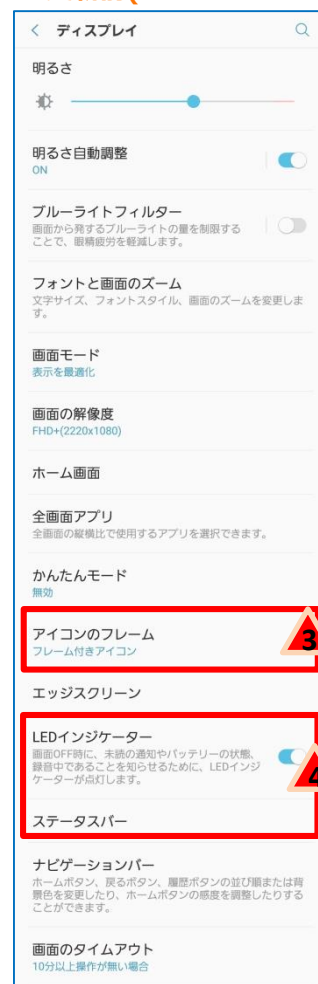 ディスプレイ
明るさ
明るさ自動調整
ON
ブルーライトフィルター
画面から発するブルーライトの量を制限する
ことで、眼精疲労を軽減します。
フォントと画面のズーム
文字サイズ、フォントスタイル、画面のズームを変更しま
す。
画面モード
表示を最適化
画面の解像度
FHD+(2220x1080)
ホーム画面
全画面アプリ
全画面の縦横比で使用するアプリを選択できます。
かんたんモード
無効
アイコンのフレーム
フレーム付きアイコン
3
エッジスクリーン
LEDインジケーター
画面OFF時に、未読の通知やバッテリーの状態、
録音中であることを知らせるために、LEDインジ
ケーターが点灯します。
4
ステータスバー
ナビゲーションバー
ホームボタン、戻るボタン、履歴ボタンの並び順または背
景色を変更したり、ホームボタンの感度を調整したりする
ことができます。
画面のタイムアウト
10分以上操作が無い場合